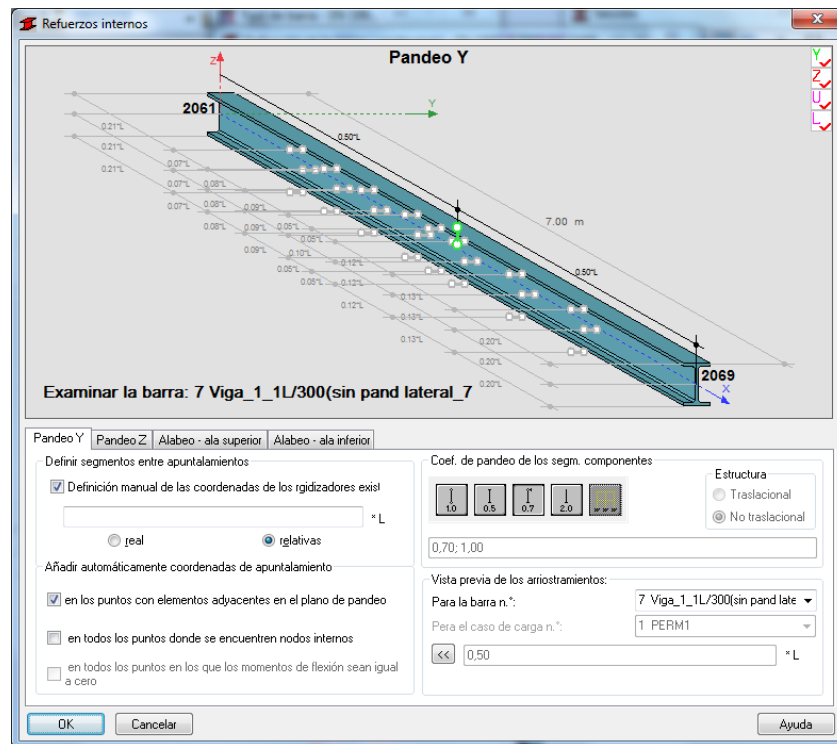 Refuerzos internos
Pandeo Y
Z
Y
Y
Z
U
L
2061
0.50*L
0.21*L
0.21*L
0.21*L
0.07*L
0.07*L
0.07*L
0.08*L
0.08*L
0.08*L
0.09*L
0.09*L
0.09*L
0.05*L
0.05*L
0.05*L
0.10*L
0.05*L
0.12*L
0.12*L
0.12*L
0.13*L
0.13*L
0.13*L
0.20*L
0.20*L
0.20*L
7.00 m
0.50*L
2069
X
Examinar la barra: 7 Viga_1_1L/300(sin pand lateral_7
Pandeo Y
Pandeo Z
Alabeo - ala superior
Alabeo - ala inferior
Definir segmentos entre apuntalamientos
Definición manual de las coordenadas de los rgidizadores exisl
* L
real
relativas
Añadir automáticamente coordenadas de apuntalamiento
en los puntos con elementos adyacentes en el plano de pandeo
en todos los puntos donde se encuentren nodos internos
en todos los puntos en los que los momentos de flexión sean igual
a cero
Coef. de pandeo de los segm. componentes
1.0
0.5
0.7
2.0
Estructura
Traslacional
No traslacional
0,70; 1,00
Vista previa de los arriostramientos:
Para la barra n.°:
7 Viga_1_1L/300(sin pand late
Pera el caso de carga n.°:
1 PERM1
<<
0,50
* L
OK
Cancelar
Ayuda